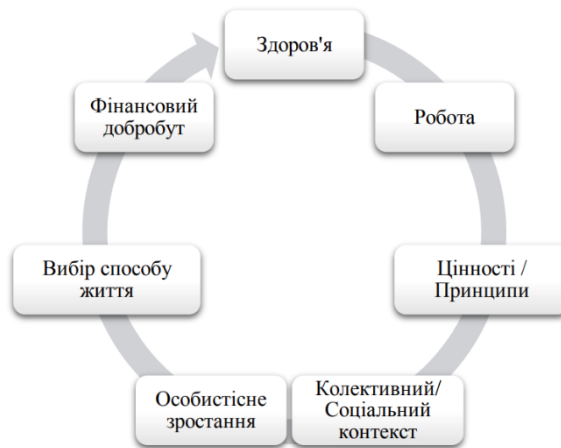 Здоров'я
Робота
Цінності /
Принципи
Колективний/
Соціальний
контекст
Особистісне
зростання
Вибір способу
життя
Фінансовий
добробут